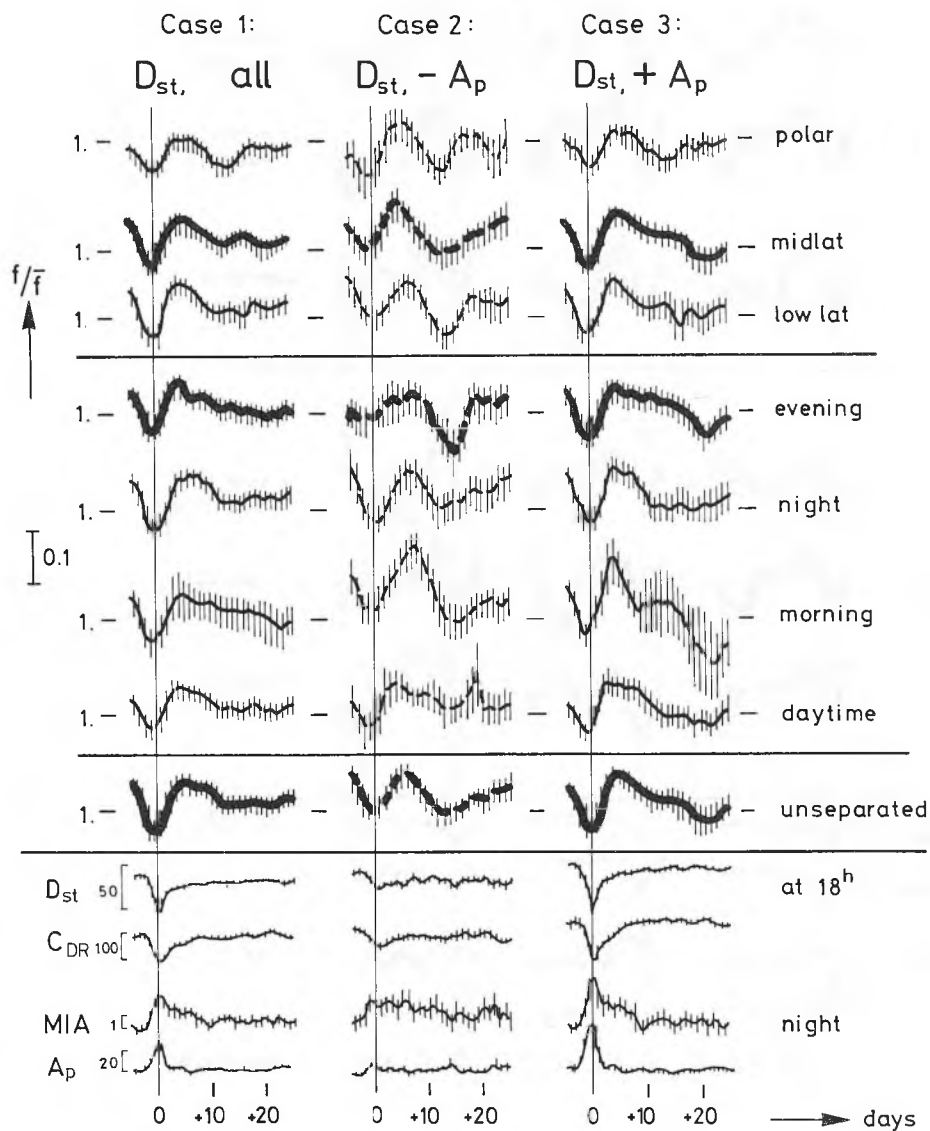 Case 1: Case 2: Case 3:
Dst, all Dst, - Ap Dst, + Ap
1. polar
1. midlat
f/f̅
1. low lat
1. evening
1. night
0.1
1. morning
1. daytime
1. unseparated
Dst 50 at 18h
CDR 100
MIA 1 night
Ap 20
0 +10 +20 0 +10 +20 0 +10 +20 days